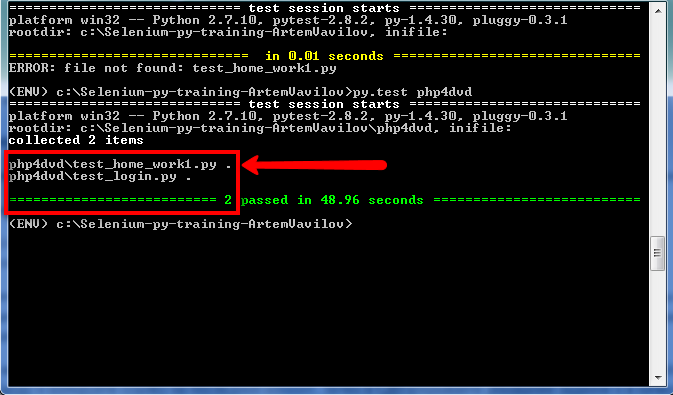 ============================= test session starts =============================
platform win32 -- Python 2.7.10, pytest-2.8.2, py-1.4.30, pluggy-0.3.1
rootdir: c:\Selenium-py-training-ArtemVavilov, inifile:
==============================  in 0.01 seconds ===============================
ERROR: file not found: test_home_work1.py
(ENV) c:\Selenium-py-training-ArtemVavilov>py.test php4dvd
============================= test session starts =============================
platform win32 -- Python 2.7.10, pytest-2.8.2, py-1.4.30, pluggy-0.3.1
rootdir: c:\Selenium-py-training-ArtemVavilov\php4dvd, inifile:
collected 2 items
php4dvd\test_home_work1.py .
php4dvd\test_login.py .
========================== 2 passed in 48.96 seconds ==========================
(ENV) c:\Selenium-py-training-ArtemVavilov>